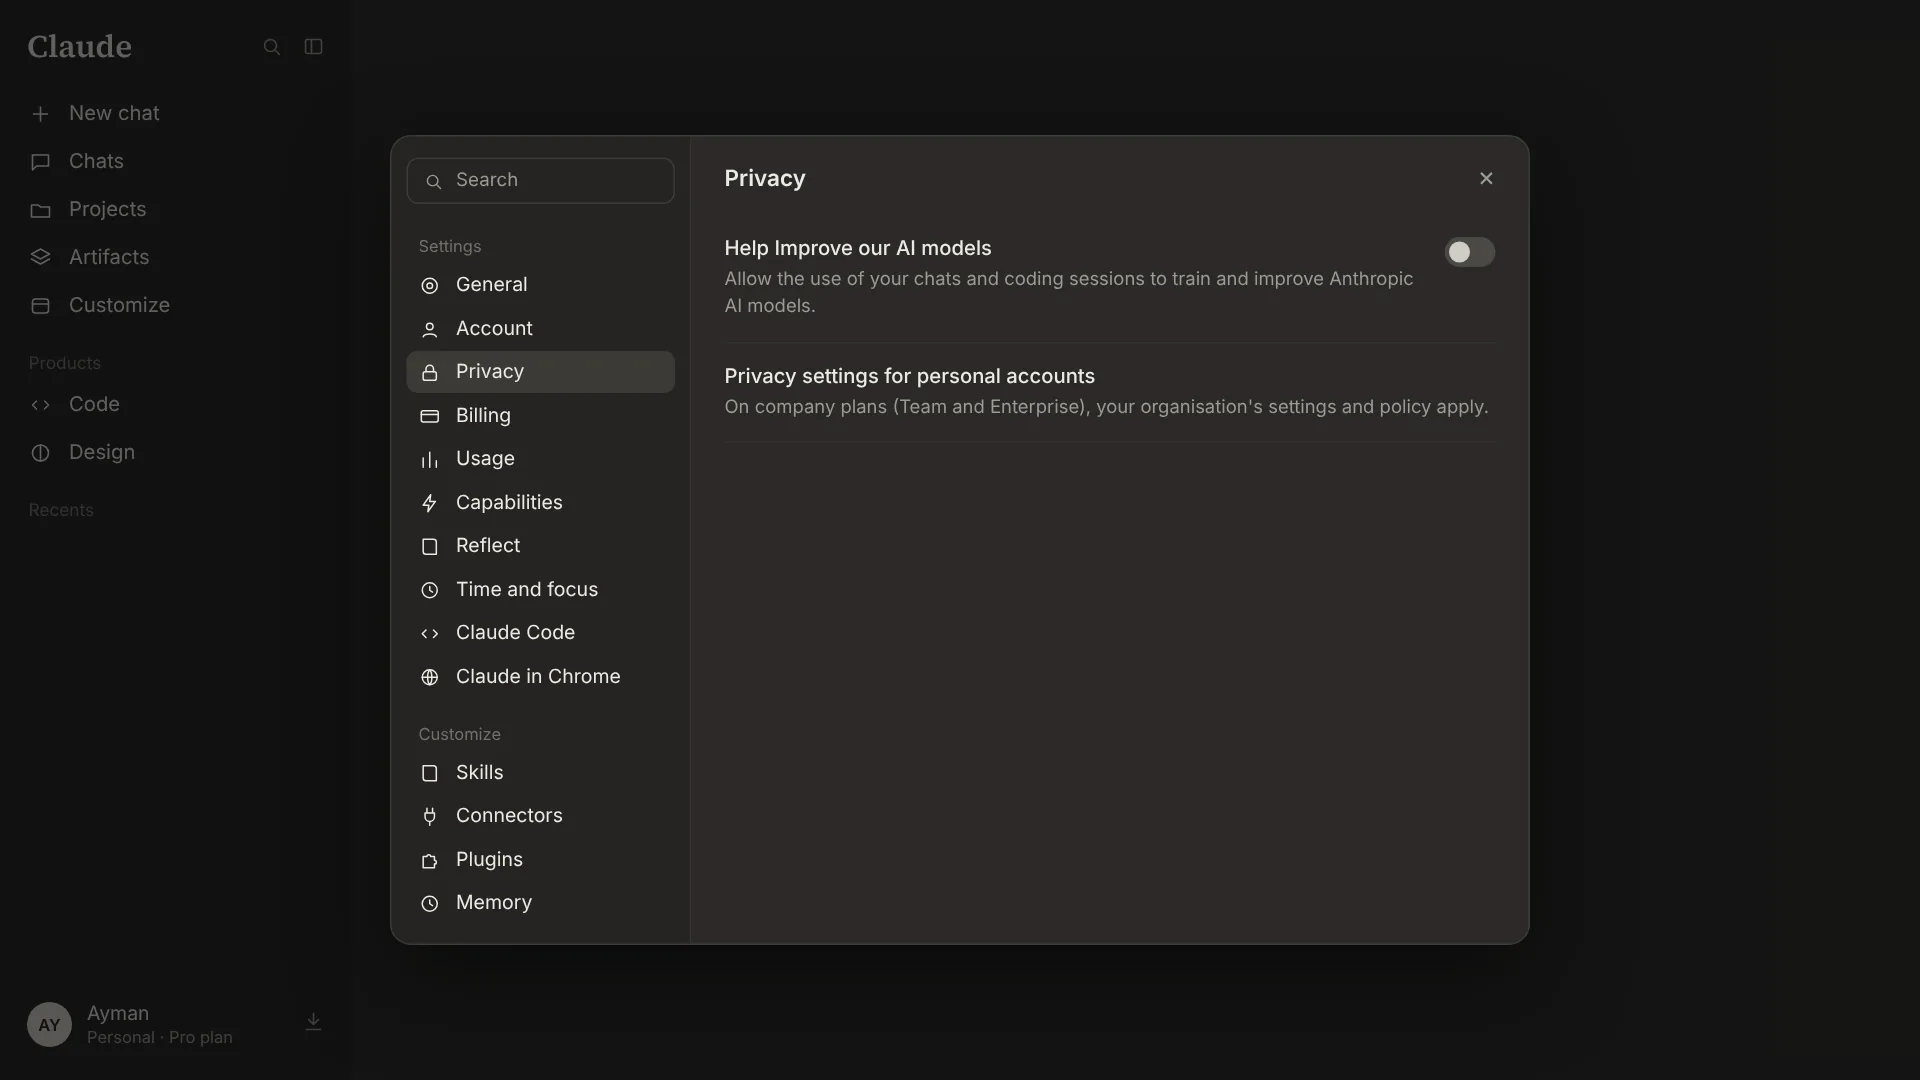 Claude
New chat
Chats
Projects
Artifacts
Customize
Products
Code
Design
Recents
AY
Ayman
Personal · Pro plan
Search
Settings
General
Account
Privacy
Billing
Usage
Capabilities
Reflect
Time and focus
Claude Code
Claude in Chrome
Customize
Skills
Connectors
Plugins
Memory
Privacy
Help Improve our AI models
Allow the use of your chats and coding sessions to train and improve Anthropic
AI models.
Privacy settings for personal accounts
On company plans (Team and Enterprise), your organisation's settings and policy apply.